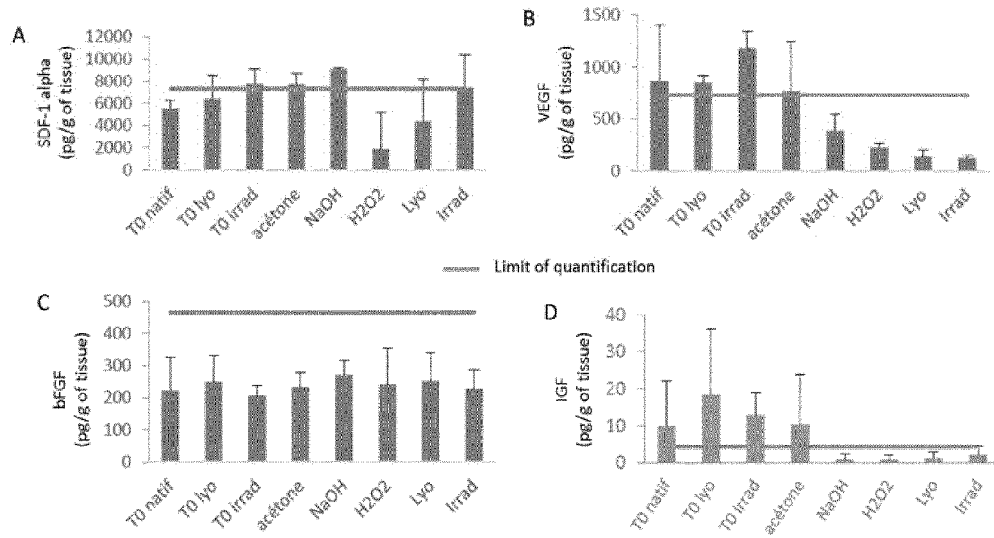 A
SDF-1 alpha
(pg/g of tissue)
12000
10000
8000
6000
4000
2000
0
T0 natif
T0 lyo
T0 irrad
acétone
NaOH
H2O2
Lyo
Irrad
B
VEGF
(pg/g of tissue)
1500
1000
500
0
T0 natif
T0 lyo
T0 irrad
acétone
NaOH
H2O2
Lyo
Irrad
Limit of quantification
C
bFGF
(pg/g of tissue)
500
400
300
200
100
0
T0 natif
T0 lyo
T0 irrad
acétone
NaOH
H2O2
Lyo
Irrad
D
IGF
(pg/g of tissue)
40
30
20
10
0
T0 natif
T0 lyo
T0 irrad
acétone
NaOH
H2O2
Lyo
Irrad